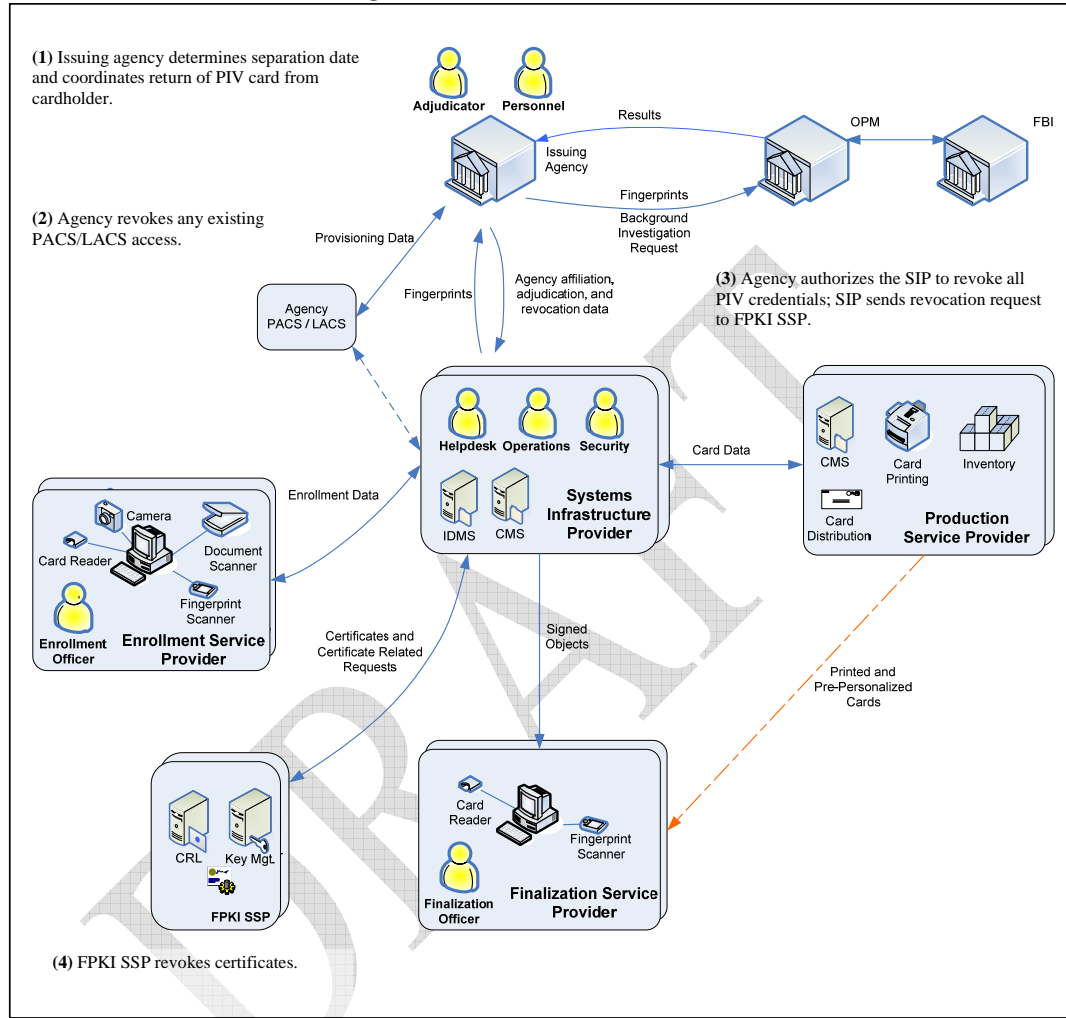 (1) Issuing agency determines separation date
and coordinates return of PIV card from
cardholder.
Adjudicator
Personnel
Results
OPM
FBI
Issuing
Agency
Fingerprints
Background
Investigation
Request
(2) Agency revokes any existing
PACS/LACS access.
Provisioning Data
Fingerprints
Agency affiliation,
adjudication, and
revocation data
(3) Agency authorizes the SIP to revoke all
PIV credentials; SIP sends revocation request
to FPKI SSP.
Agency
PACS / LACS
Helpdesk
Operations
Security
IDMS
CMS
Systems
Infrastructure
Provider
Card Data
CMS
Card
Printing
Inventory
Card
Distribution
Production
Service Provider
Enrollment Data
Camera
Card Reader
Document
Scanner
Fingerprint
Scanner
Enrollment
Officer
Enrollment Service
Provider
Certificates and
Certificate Related
Requests
Signed
Objects
Printed and
Pre-Personalized
Cards
CRL
Key Mgt.
FPKI SSP
Card
Reader
Fingerprint
Scanner
Finalization
Officer
Finalization Service
Provider
(4) FPKI SSP revokes certificates.
DRAFT